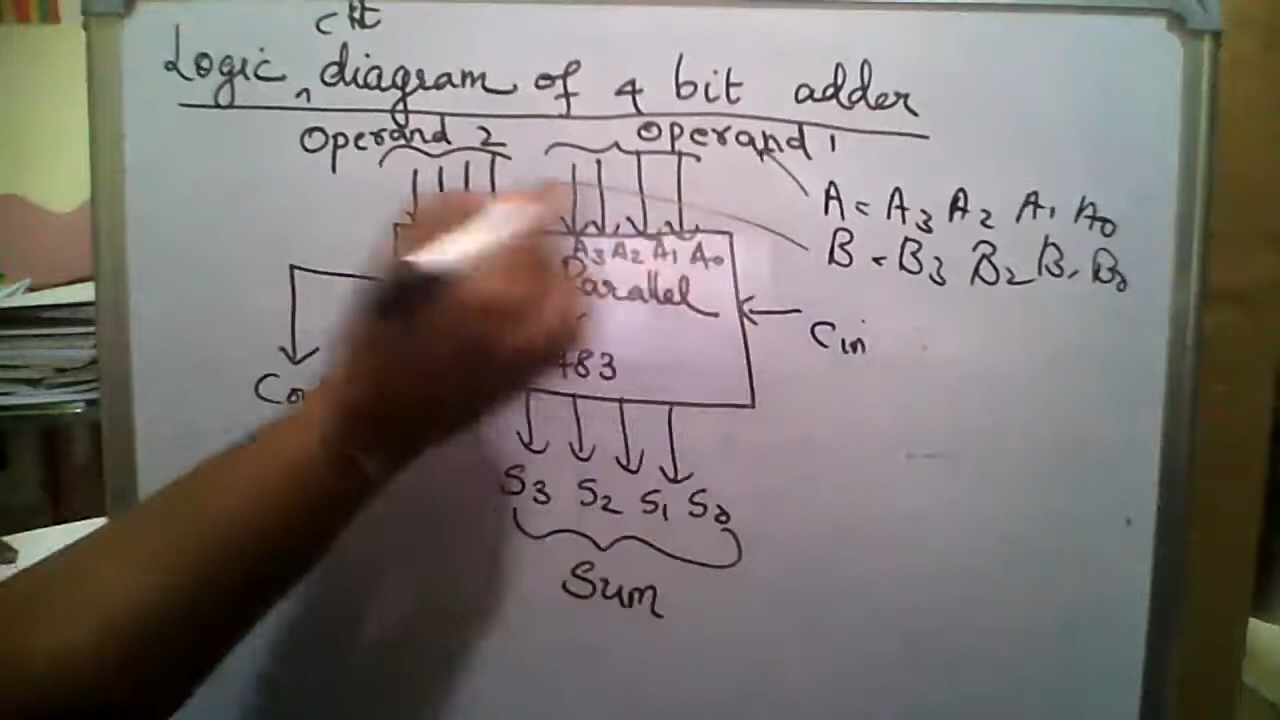 ckt
Logic ^ diagram of 4 bit adder
Operand 2 Operand 1
A = A3 A2 A1 A0
B = B3 B2 B1 B0
A3 A2 A1 A0
Parallel
Cin
483
S3 S2 S1 S0
Sum